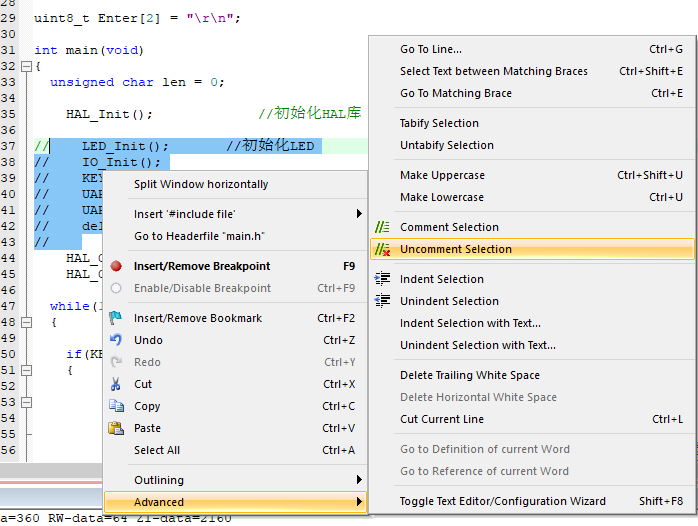 28
29 uint8_t Enter[2] = "\r\n";
30
31 int main(void)
32 {
33 unsigned char len = 0;
34
35 HAL_Init(); //初始化HAL库
36
37 // LED_Init(); //初始化LED
38 // IO_Init();
39 // KEY
40 // UAR
41 // UAR
42 // del
43 //
44 HAL_
45 HAL_
46
47 while(1
48 {
49
50 if(KE
51 {
52
53
54
55
56
a=360 RW-data=64 ZI-data=2160
Split Window horizontally
Insert '#include file'
Go to Headerfile "main.h"
Insert/Remove Breakpoint F9
Enable/Disable Breakpoint Ctrl+F9
Insert/Remove Bookmark Ctrl+F2
Undo Ctrl+Z
Redo Ctrl+Y
Cut Ctrl+X
Copy Ctrl+C
Paste Ctrl+V
Select All Ctrl+A
Outlining
Advanced
Go To Line... Ctrl+G
Select Text between Matching Braces Ctrl+Shift+E
Go To Matching Brace Ctrl+E
Tabify Selection
Untabify Selection
Make Uppercase Ctrl+Shift+U
Make Lowercase Ctrl+U
Comment Selection
Uncomment Selection
Indent Selection
Unindent Selection
Indent Selection with Text...
Unindent Selection with Text...
Delete Trailing White Space
Delete Horizontal White Space
Cut Current Line Ctrl+L
Go to Definition of current Word
Go to Reference of current Word
Toggle Text Editor/Configuration Wizard Shift+F8